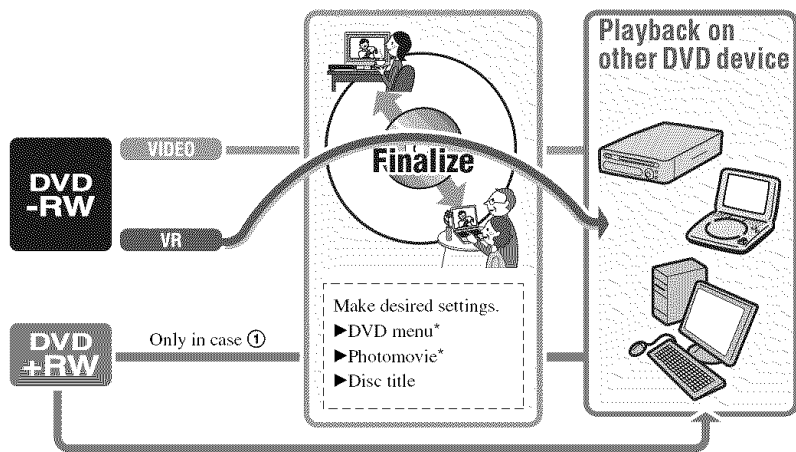 Playback on
other DVD device
VIDEO
Finalize
DVD
-RW
VR
Make desired settings.
►DVD menu*
►Photomovie*
►Disc title
DVD
+RW
Only in case ①